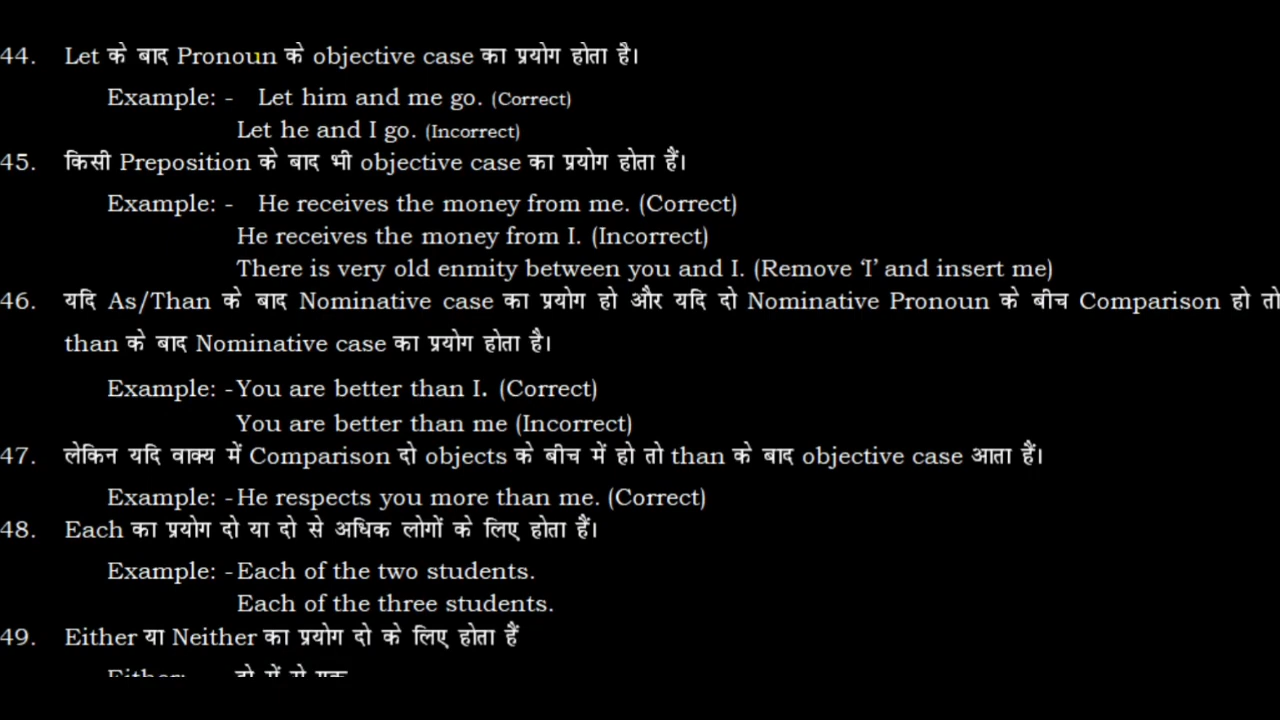 44. Let के बाद Pronoun के objective case का प्रयोग होता है।
Example: - Let him and me go. (Correct)
Let he and I go. (Incorrect)
45. किसी Preposition के बाद भी objective case का प्रयोग होता हैं।
Example: - He receives the money from me. (Correct)
He receives the money from I. (Incorrect)
There is very old enmity between you and I. (Remove ‘I’ and insert me)
46. यदि As/Than के बाद Nominative case का प्रयोग हो और यदि दो Nominative Pronoun के बीच Comparison हो तो
than के बाद Nominative case का प्रयोग होता है।
Example: -You are better than I. (Correct)
You are better than me (Incorrect)
47. लेकिन यदि वाक्य में Comparison दो objects के बीच में हो तो than के बाद objective case आता हैं।
Example: -He respects you more than me. (Correct)
48. Each का प्रयोग दो या दो से अधिक लोगों के लिए होता हैं।
Example: -Each of the two students.
Each of the three students.
49. Either या Neither का प्रयोग दो के लिए होता हैं
Either: दो में से एक